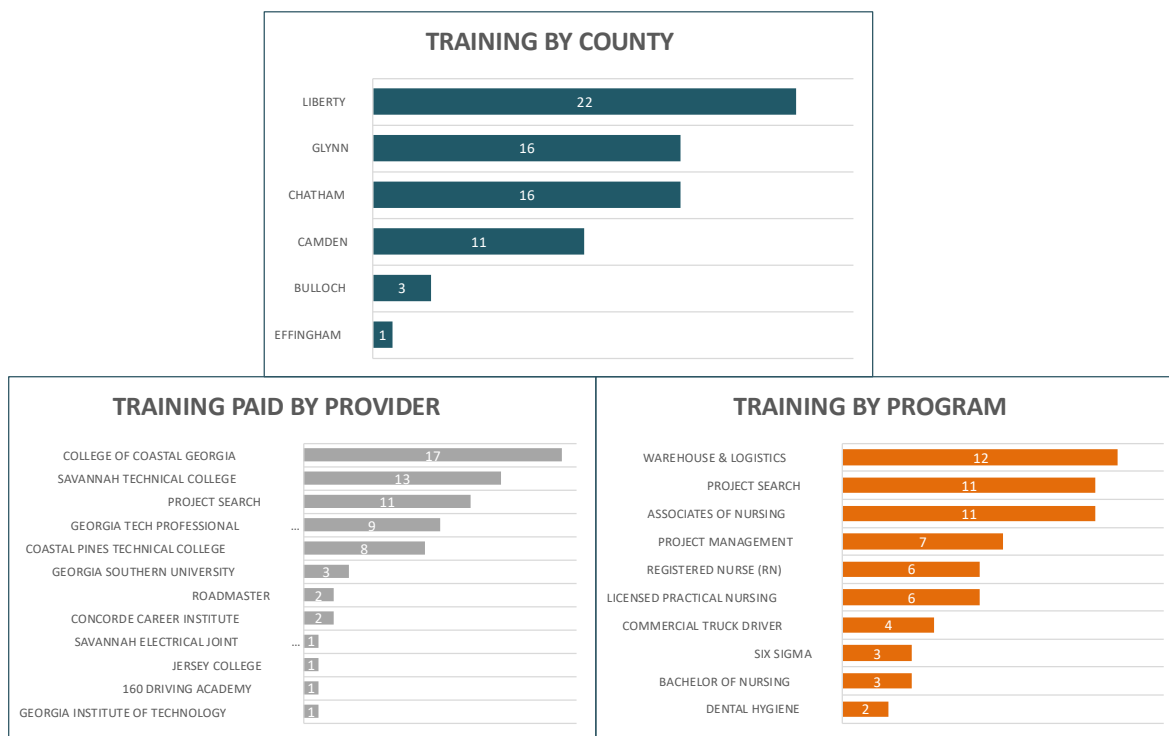 TRAINING BY COUNTY
LIBERTY 22
GLYNN 16
CHATHAM 16
CAMDEN 11
BULLOCH 3
EFFINGHAM 1
TRAINING PAID BY PROVIDER
COLLEGE OF COASTAL GEORGIA 17
SAVANNAH TECHNICAL COLLEGE 13
PROJECT SEARCH 11
GEORGIA TECH PROFESSIONAL … 9
COASTAL PINES TECHNICAL COLLEGE 8
GEORGIA SOUTHERN UNIVERSITY 3
ROADMASTER 2
CONCORDE CAREER INSTITUTE 2
SAVANNAH ELECTRICAL JOINT … 1
JERSEY COLLEGE 1
160 DRIVING ACADEMY 1
GEORGIA INSTITUTE OF TECHNOLOGY 1
TRAINING BY PROGRAM
WAREHOUSE & LOGISTICS 12
PROJECT SEARCH 11
ASSOCIATES OF NURSING 11
PROJECT MANAGEMENT 7
REGISTERED NURSE (RN) 6
LICENSED PRACTICAL NURSING 6
COMMERCIAL TRUCK DRIVER 4
SIX SIGMA 3
BACHELOR OF NURSING 3
DENTAL HYGIENE 2